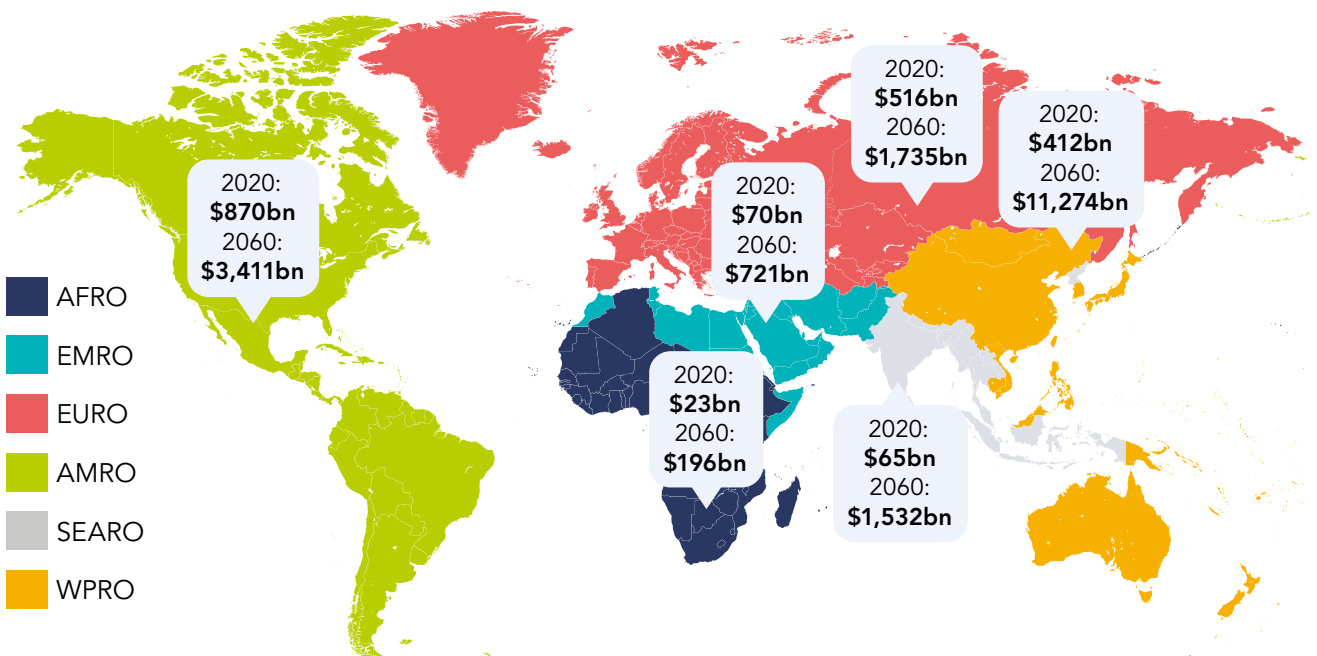 2020:
$516bn
2060:
$1,735bn
2020:
$412bn
2060:
$11,274bn
2020:
$870bn
2060:
$3,411bn
2020:
$70bn
2060:
$721bn
AFRO
EMRO
EURO
AMRO
SEARO
WPRO
2020:
$23bn
2060:
$196bn
2020:
$65bn
2060:
$1,532bn